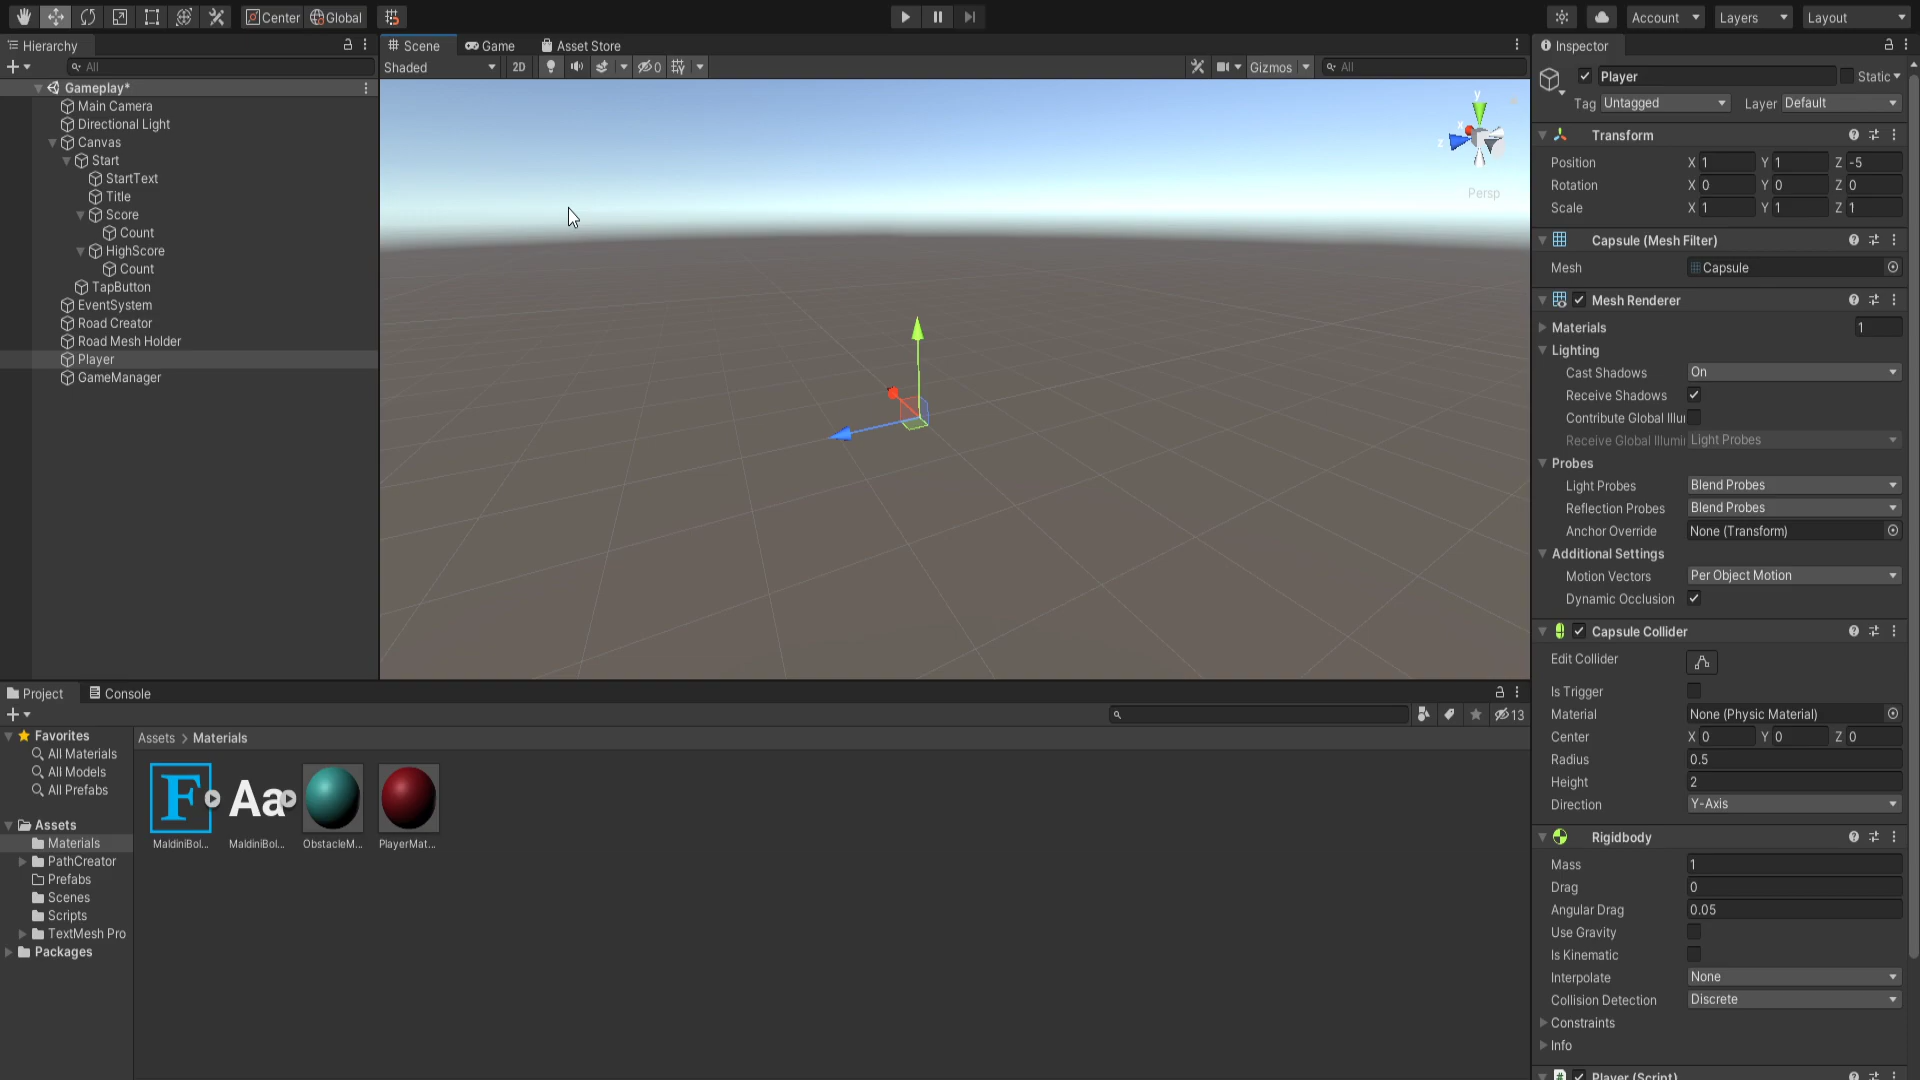 Center
Global
Account
Layers
Layout
Hierarchy
All
Gameplay*
Main Camera
Directional Light
Canvas
Start
StartText
Title
Score
Count
HighScore
Count
TapButton
EventSystem
Road Creator
Road Mesh Holder
Player
GameManager
Scene
Game
Asset Store
Shaded
2D
0
Gizmos
All
y
x
z
Persp
Inspector
Player
Static
Tag Untagged Layer Default
Transform
Position X 1 Y 1 Z -5
Rotation X 0 Y 0 Z 0
Scale X 1 Y 1 Z 1
Capsule (Mesh Filter)
Mesh Capsule
Mesh Renderer
Materials 1
Lighting
Cast Shadows On
Receive Shadows
Contribute Global Illu
Receive Global Illumi Light Probes
Probes
Light Probes Blend Probes
Reflection Probes Blend Probes
Anchor Override None (Transform)
Additional Settings
Motion Vectors Per Object Motion
Dynamic Occlusion
Capsule Collider
Edit Collider
Is Trigger
Material None (Physic Material)
Center X 0 Y 0 Z 0
Radius 0.5
Height 2
Direction Y-Axis
Rigidbody
Mass 1
Drag 0
Angular Drag 0.05
Use Gravity
Is Kinematic
Interpolate None
Collision Detection Discrete
Constraints
Info
Player (Script)
Project
Console
13
Favorites
All Materials
All Models
All Prefabs
Assets
Materials
PathCreator
Prefabs
Scenes
Scripts
TextMesh Pro
Packages
Assets > Materials
F
Aa
MaldiniBol...
MaldiniBol...
ObstacleM...
PlayerMat...